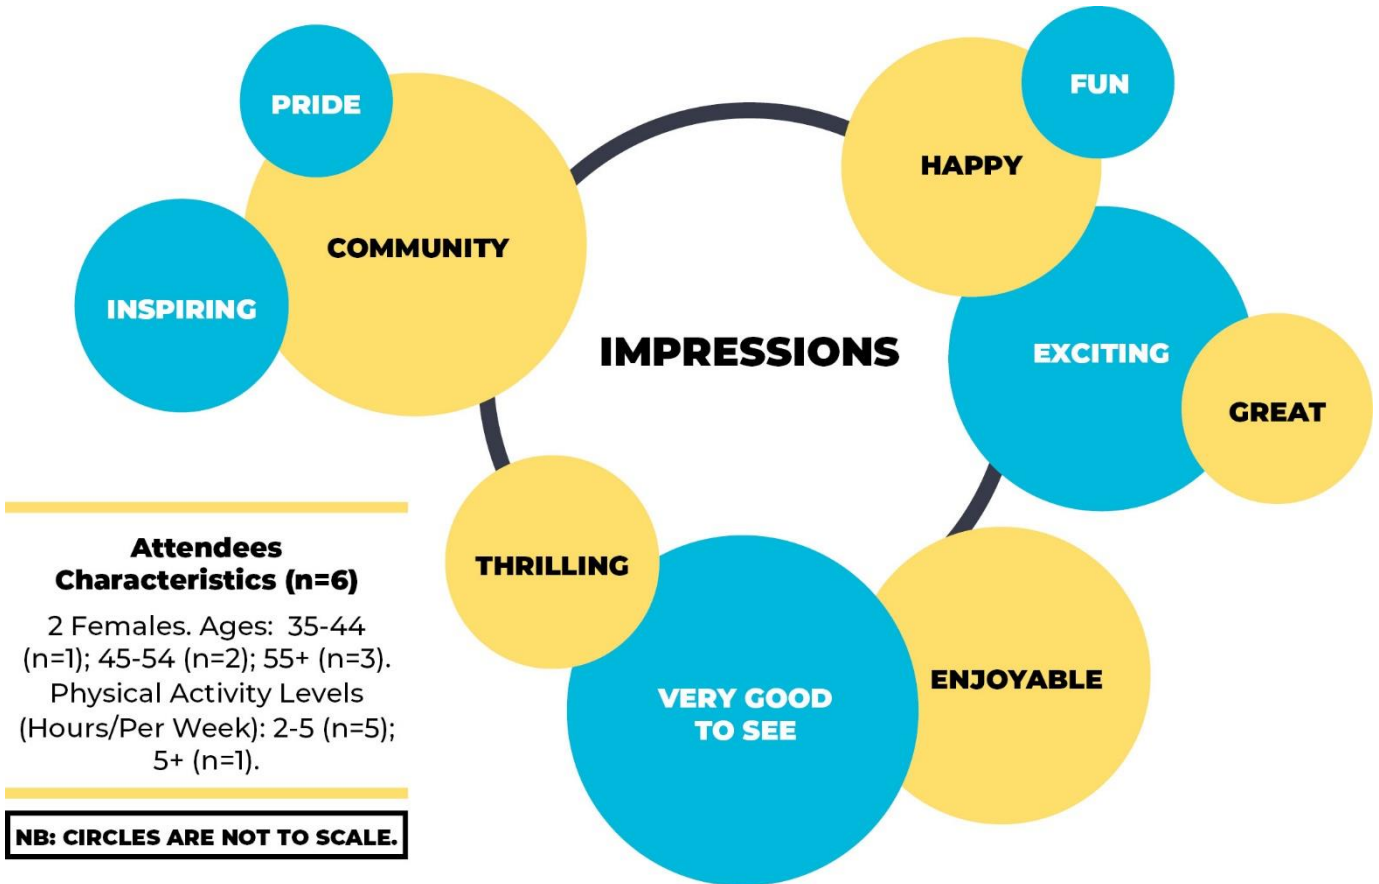 PRIDE
FUN
HAPPY
COMMUNITY
INSPIRING
IMPRESSIONS
EXCITING
GREAT
THRILLING
VERY GOOD
TO SEE
ENJOYABLE
Attendees
Characteristics (n=6)
2 Females. Ages: 35-44
(n=1); 45-54 (n=2); 55+ (n=3).
Physical Activity Levels
(Hours/Per Week): 2-5 (n=5);
5+ (n=1).
NB: CIRCLES ARE NOT TO SCALE.